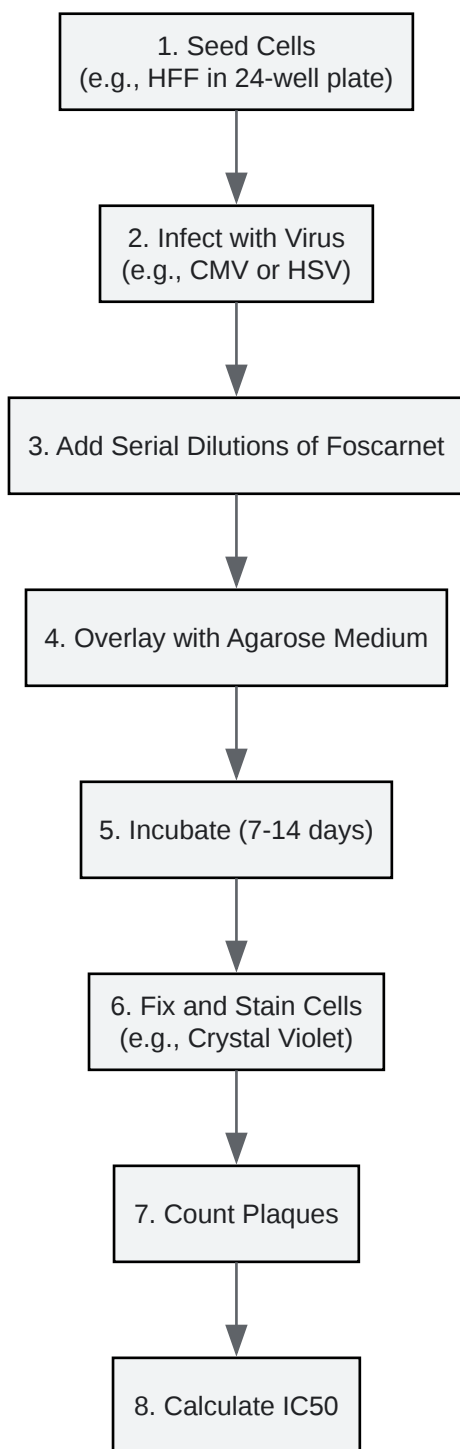 1. Seed Cells
(e.g., HFF in 24-well plate)
2. Infect with Virus
(e.g., CMV or HSV)
3. Add Serial Dilutions of Foscarnet
4. Overlay with Agarose Medium
5. Incubate (7-14 days)
6. Fix and Stain Cells
(e.g., Crystal Violet)
7. Count Plaques
8. Calculate IC50